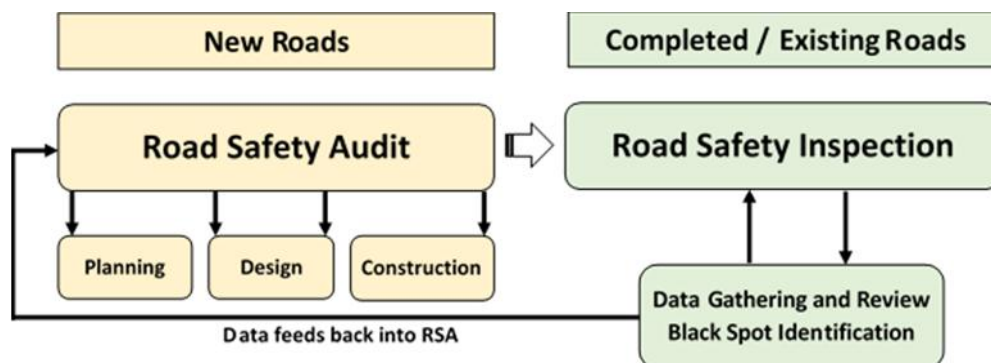 New Roads
Completed / Existing Roads
Road Safety Audit
Road Safety Inspection
Planning
Design
Construction
Data Gathering and Review
Black Spot Identification
Data feeds back into RSA